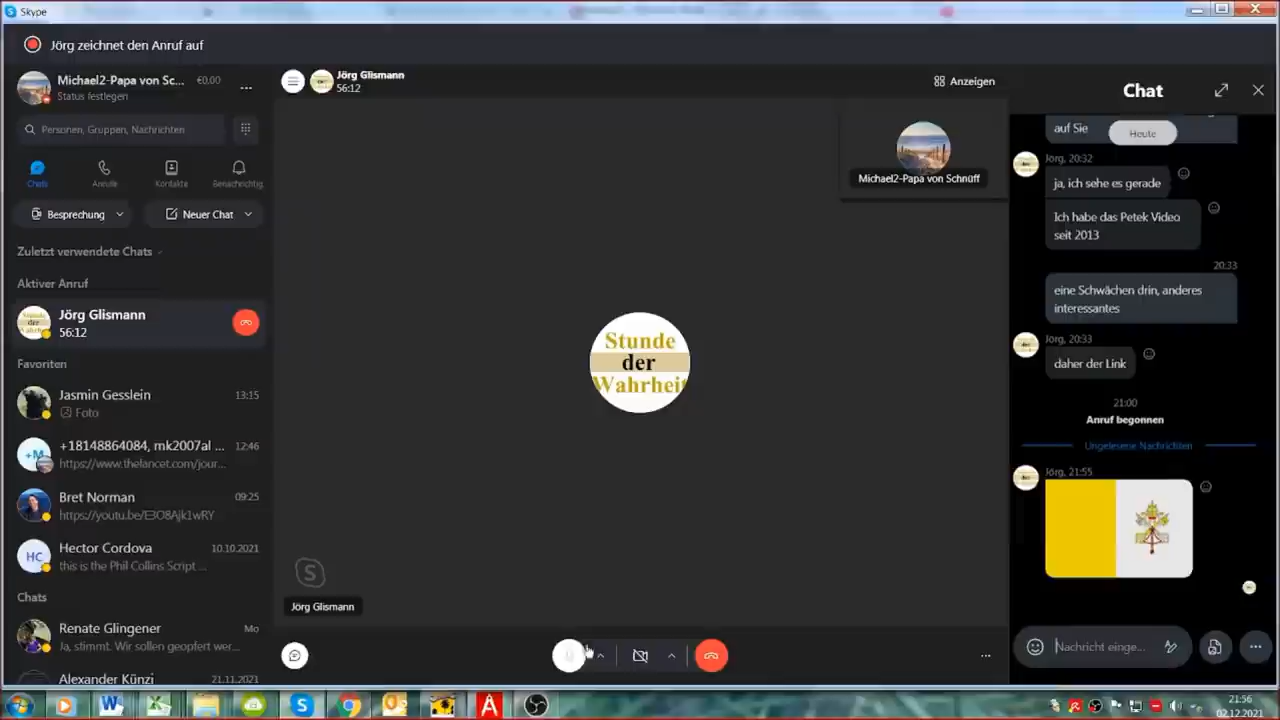 Skype
Jörg zeichnet den Anruf auf
Michael2-Papa von Sc...
€0.00
Status festlegen
Personen, Gruppen, Nachrichten
Chats
Anrufe
Kontakte
Benachrichtig...
Besprechung
Neuer Chat
Zuletzt verwendete Chats
Aktiver Anruf
Jörg Glismann
56:12
Favoriten
Jasmin Gesslein
13:15
Foto
+M
+18148864084, mk2007al ...
12:46
https://www.thelancet.com/jour...
Bret Norman
09:25
https://youtu.be/E3O8Ajk1wRY
HC
Hector Cordova
10.10.2021
this is the Phil Collins Script ...
Chats
Renate Glingener
Mo
Ja, stimmt. Wir sollen geopfert wer...
Alexander Künzi
21.11.2021
Jörg Glismann
56:12
Anzeigen
Michael2-Papa von Schnüff
Stunde
der
Wahrheit
Jörg Glismann
Chat
auf Sie
Heute
Jörg, 20:32
ja, ich sehe es gerade
Ich habe das Petek Video
seit 2013
20:33
eine Schwächen drin, anderes
interessantes
Jörg, 20:33
daher der Link
21:00
Anruf begonnen
Ungelesene Nachrichten
Jörg, 21:55
Nachricht einge...
21:56
02.12.2021